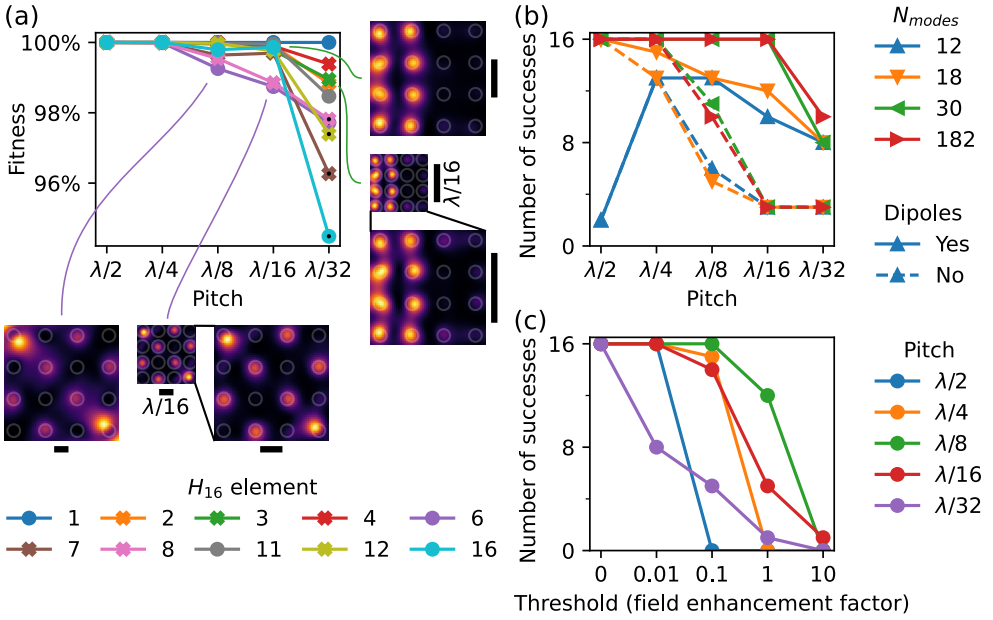 (a)
100%
98%
96%
Fitness
λ/2 λ/4 λ/8 λ/16 λ/32
Pitch
λ/16
λ/16
H16 element
1 2 3 4 6
7 8 11 12 16
(b)
16
8
0
Number of successes
λ/2 λ/4 λ/8 λ/16 λ/32
Pitch
Nmodes
12
18
30
182
Dipoles
Yes
No
(c)
16
8
0
Number of successes
0 0.01 0.1 1 10
Threshold (field enhancement factor)
Pitch
λ/2
λ/4
λ/8
λ/16
λ/32